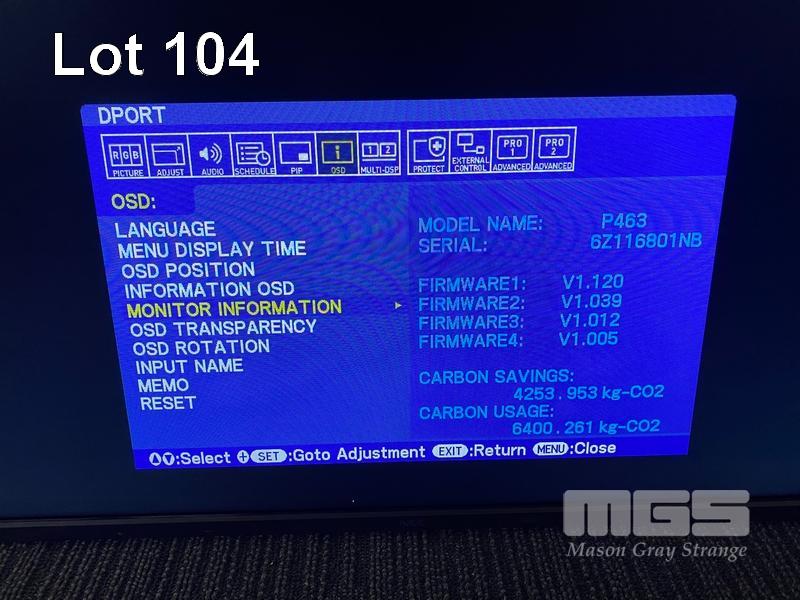 Lot 104
DPORT
RGB PICTURE ADJUST AUDIO SCHEDULE PIP OSD 1 2 MULTI-DSP PROTECT EXTERNAL CONTROL PRO 1 ADVANCED PRO 2 ADVANCED
OSD:
LANGUAGE
MENU DISPLAY TIME
OSD POSITION
INFORMATION OSD
MONITOR INFORMATION
OSD TRANSPARENCY
OSD ROTATION
INPUT NAME
MEMO
RESET
MODEL NAME: P463
SERIAL: 6Z116801NB
FIRMWARE1: V1.120
FIRMWARE2: V1.039
FIRMWARE3: V1.012
FIRMWARE4: V1.005
CARBON SAVINGS:
4253.953 kg-CO2
CARBON USAGE:
6400.261 kg-CO2
:Select + SET :Goto Adjustment EXIT :Return MENU :Close
MGS
Mason Gray Strange